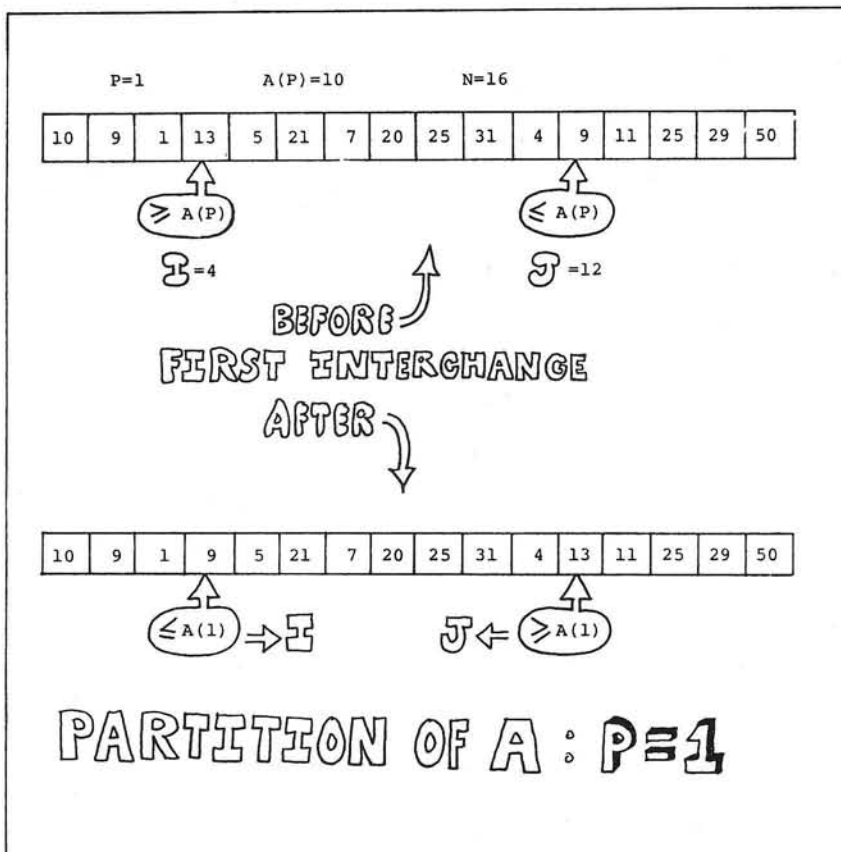 P=1 A(P)=10 N=16
10 9 1 13 5 21 7 20 25 31 4 9 11 25 29 50
≥ A(P) ≤ A(P)
I=4 J=12
BEFORE
FIRST INTERCHANGE
AFTER
10 9 1 9 5 21 7 20 25 31 4 13 11 25 29 50
≤ A(1) I J ≥ A(1)
PARTITION OF A : P=1